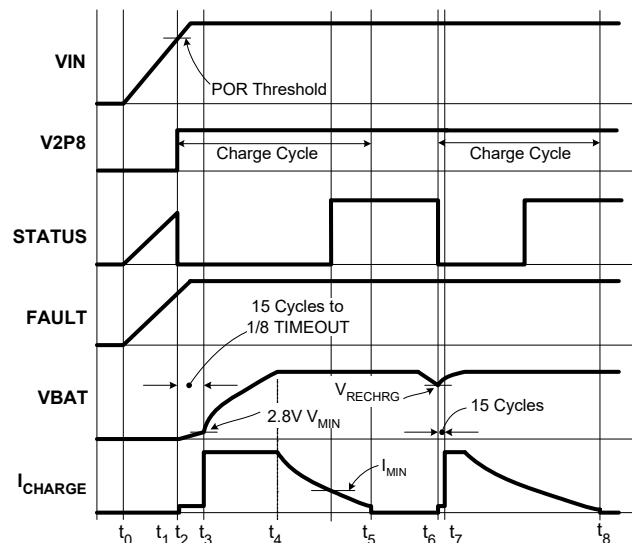 VIN
POR Threshold
V2P8
Charge Cycle
Charge Cycle
STATUS
FAULT
15 Cycles to
1/8 TIMEOUT
VBAT
VRECHRG
2.8V VMIN
15 Cycles
ICHARGE
IMIN
t0 t1 t2 t3 t4 t5 t6 t7 t8